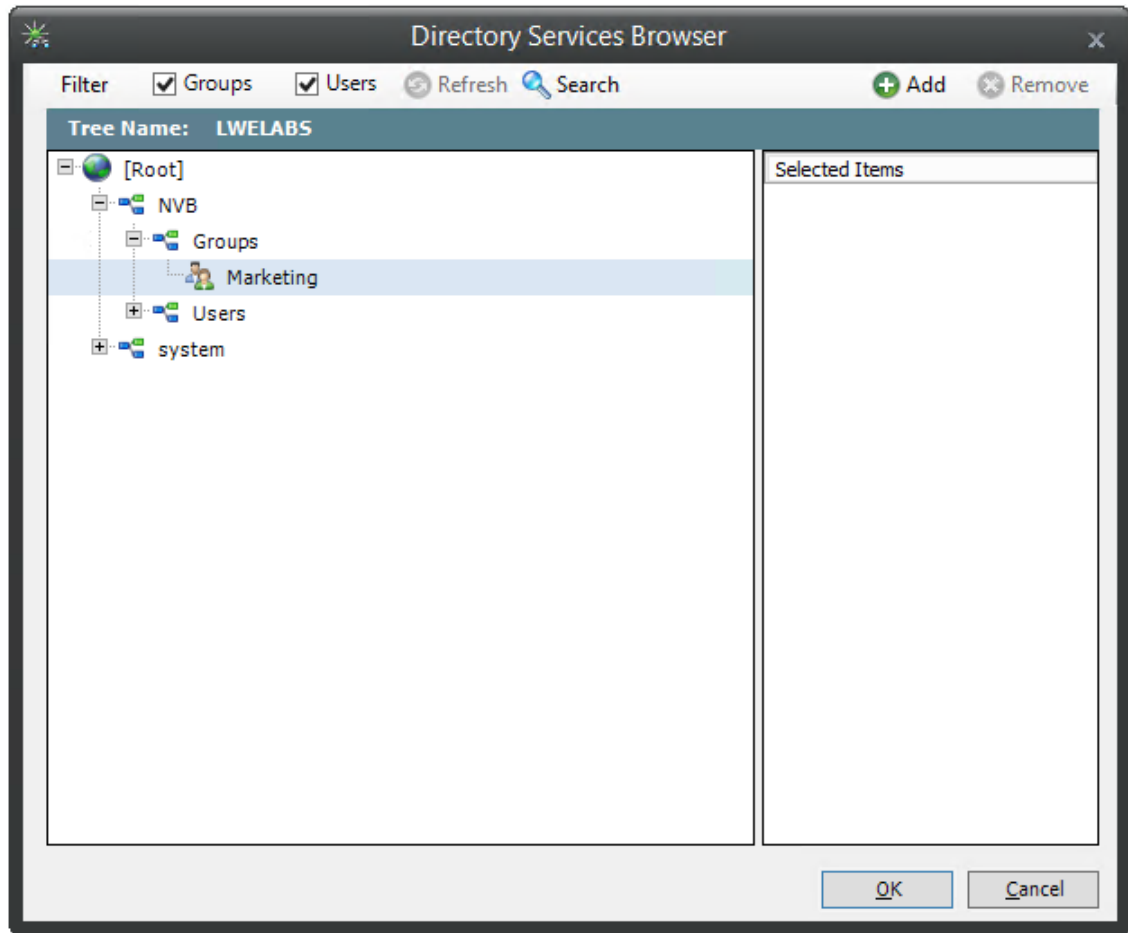 Directory Services Browser
Filter Groups Users Refresh Search Add Remove
Tree Name: LWELABS
[Root]
Selected Items
NVB
Groups
Marketing
Users
system
OK Cancel